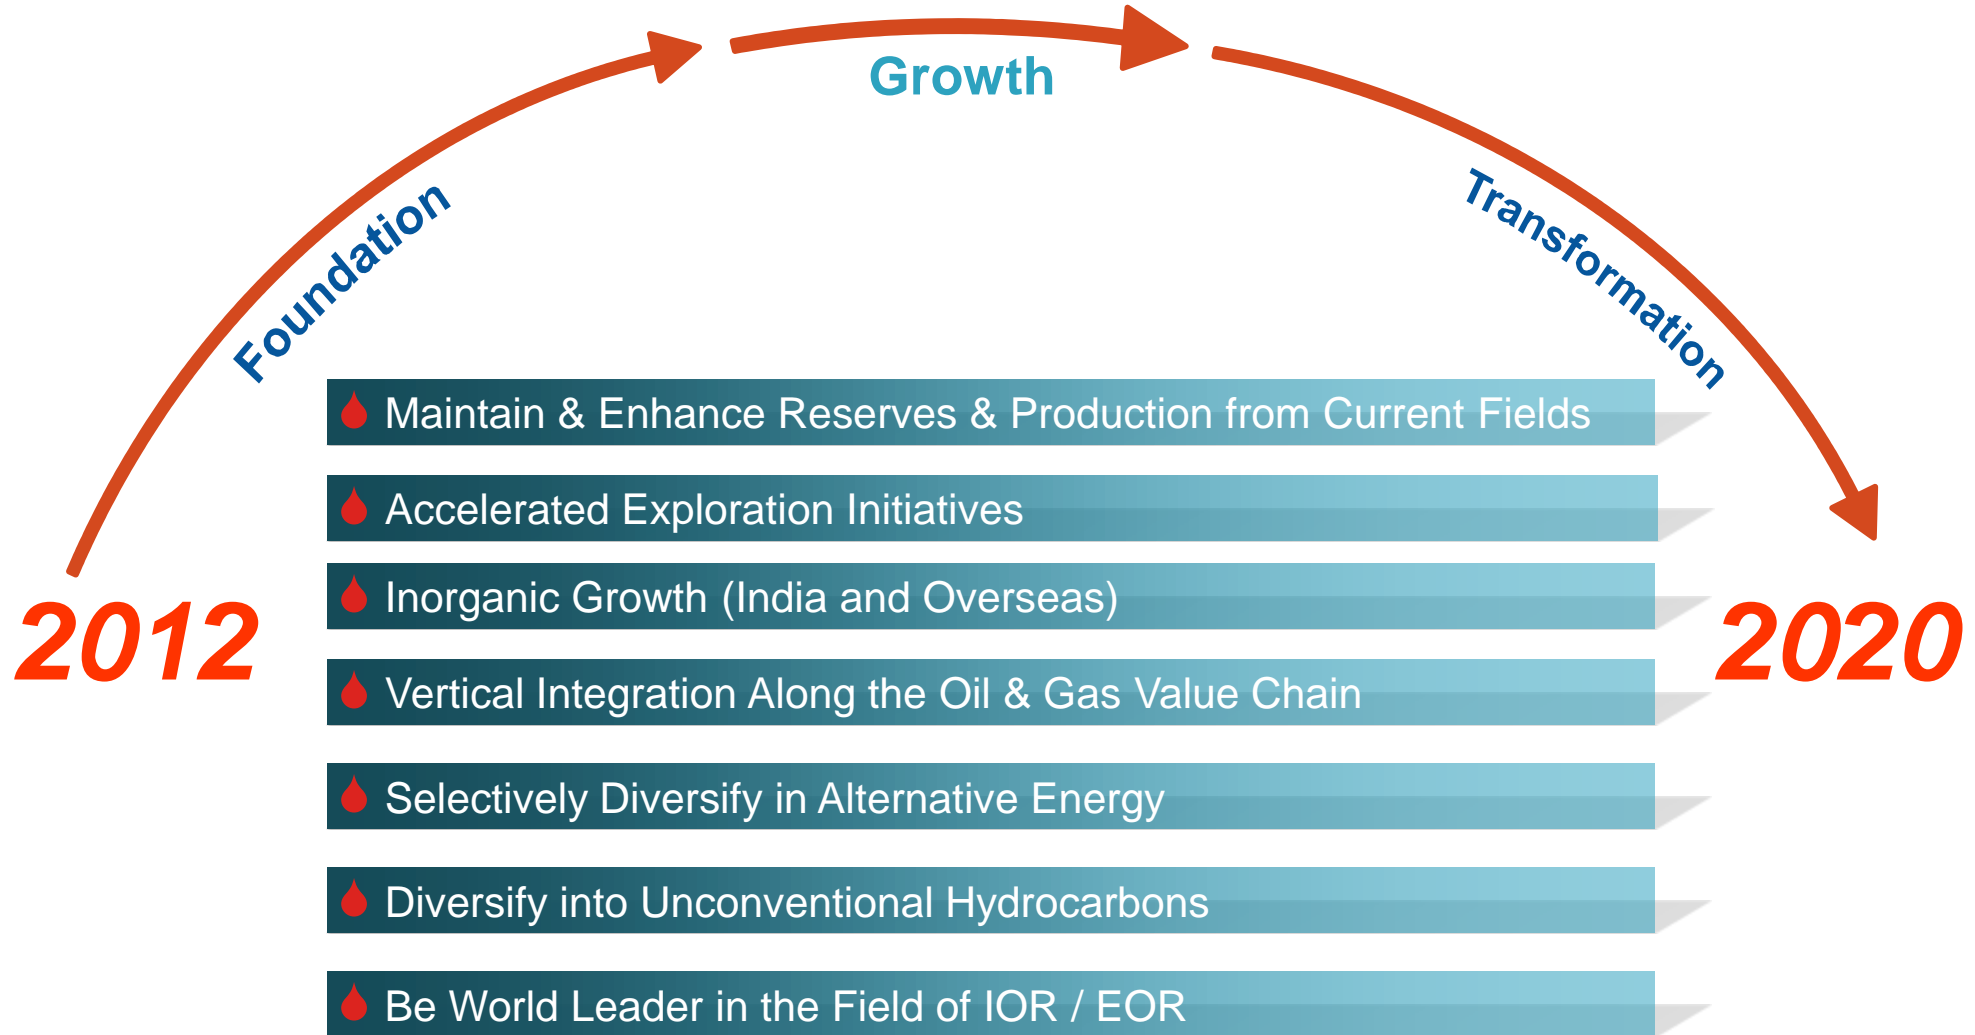 Growth
Foundation
Transformation
Maintain & Enhance Reserves & Production from Current Fields
Accelerated Exploration Initiatives
Inorganic Growth (India and Overseas)
2012
2020
Vertical Integration Along the Oil & Gas Value Chain
Selectively Diversify in Alternative Energy
Diversify into Unconventional Hydrocarbons
Be World Leader in the Field of IOR / EOR